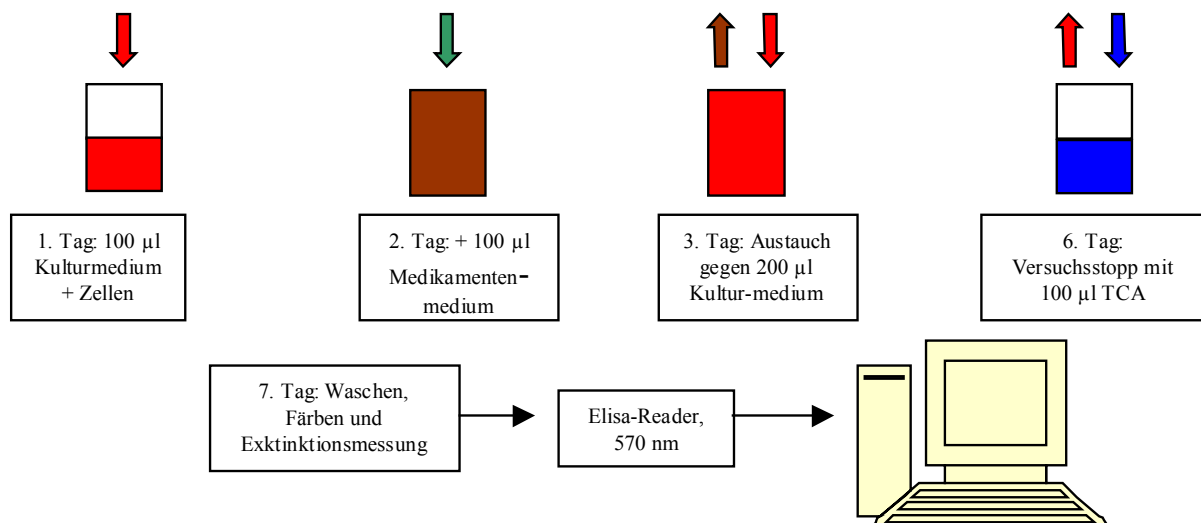 1. Tag: 100 µl
Kulturmedium
+ Zellen
2. Tag: + 100 µl
Medikamenten-
medium
3. Tag: Austauch
gegen 200 µl
Kultur-medium
6. Tag:
Versuchsstopp mit
100 µl TCA
7. Tag: Waschen,
Färben und
Exktinktionsmessung
Elisa-Reader,
570 nm